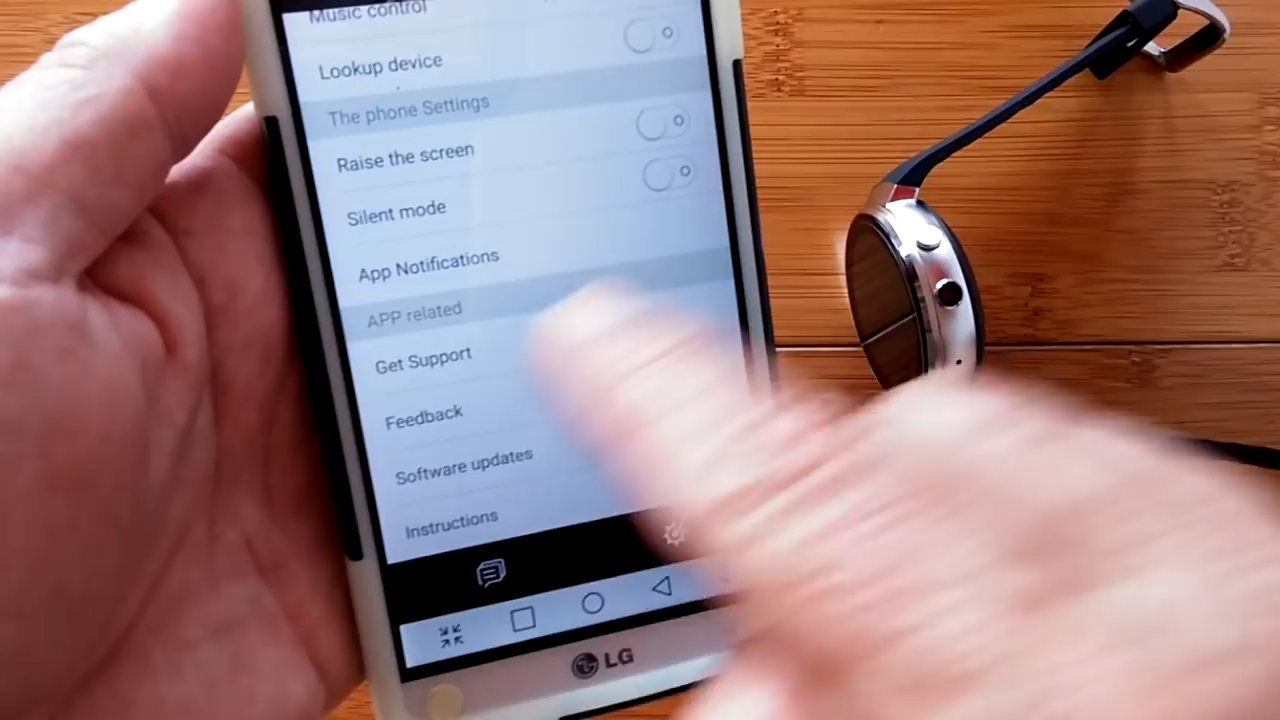 Music control
Lookup device
The phone Settings
Raise the screen
Silent mode
App Notifications
APP related
Get Support
Feedback
Software updates
Instructions
LG